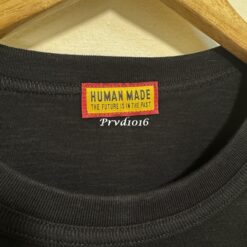 HUMAN MADE
THE FUTURE IS IN THE PAST
Prvd1016